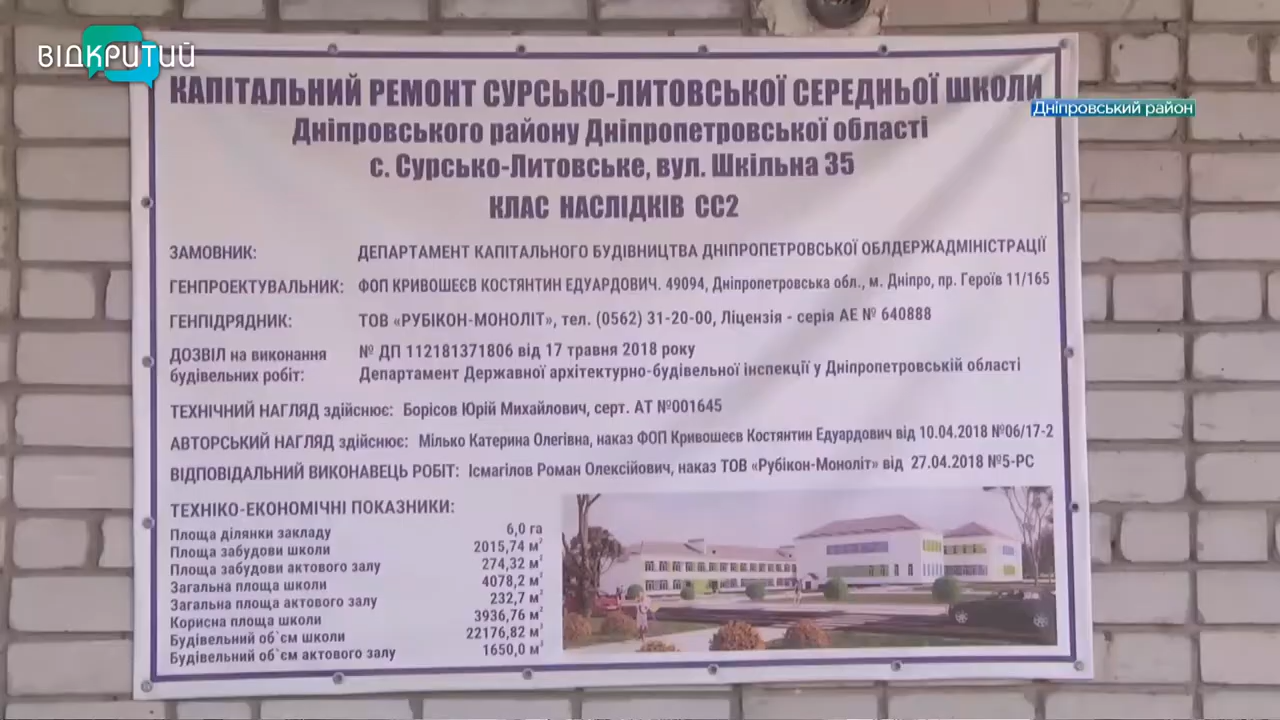 ВІДКРИТИЙ
КАПІТАЛЬНИЙ РЕМОНТ СУРСЬКО-ЛИТОВСЬКОЇ СЕРЕДНЬОЇ ШКОЛИ
Дніпровський район
Дніпровського району Дніпропетровської області
с. Сурсько-Литовське, вул. Шкільна 35
КЛАС НАСЛІДКІВ СС2
ЗАМОВНИК: ДЕПАРТАМЕНТ КАПІТАЛЬНОГО БУДІВНИЦТВА ДНІПРОПЕТРОВСЬКОЇ ОБЛДЕРЖАДМІНІСТРАЦІЇ
ГЕНПРОЕКТУВАЛЬНИК: ФОП КРИВОШЕЄВ КОСТЯНТИН ЕДУАРДОВИЧ. 49094, Дніпропетровська обл., м. Дніпро, пр. Героїв 11/165
ГЕНПІДРЯДНИК: ТОВ «РУБІКОН-МОНОЛІТ», тел. (0562) 31-20-00, Ліцензія - серія АЕ № 640888
ДОЗВІЛ на виконання № ДП 112181371806 від 17 травня 2018 року
будівельних робіт: Департамент Державної архітектурно-будівельної інспекції у Дніпропетровській області
ТЕХНІЧНИЙ НАГЛЯД здійснює: Борісов Юрій Михайлович, серт. АТ №001645
АВТОРСЬКИЙ НАГЛЯД здійснює: Мілько Катерина Олегівна, наказ ФОП Кривошеєв Костянтин Едуардович від 10.04.2018 №06/17-2
ВІДПОВІДАЛЬНИЙ ВИКОНАВЕЦЬ РОБІТ: Ісмагілов Роман Олексійович, наказ ТОВ «Рубікон-Моноліт» від 27.04.2018 №5-РС
ТЕХНІКО-ЕКОНОМІЧНІ ПОКАЗНИКИ:
Площа ділянки закладу 6,0 га
Площа забудови школи 2015,74 м²
Площа забудови актового залу 274,32 м²
Загальна площа школи 4078,2 м²
Загальна площа актового залу 232,7 м²
Корисна площа школи 3936,76 м²
Будівельний об`єм школи 22176,82 м³
Будівельний об`єм актового залу 1650,0 м³